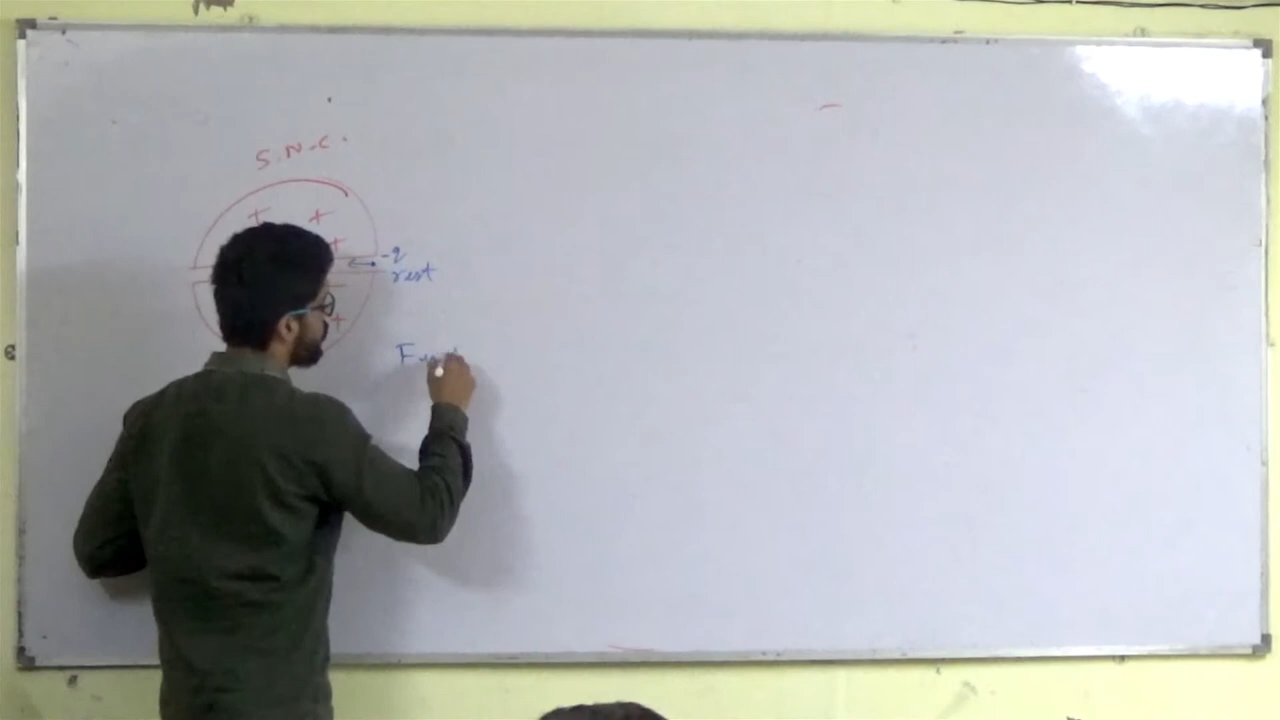 S.N.C.
+ +
+
-q
rest
+